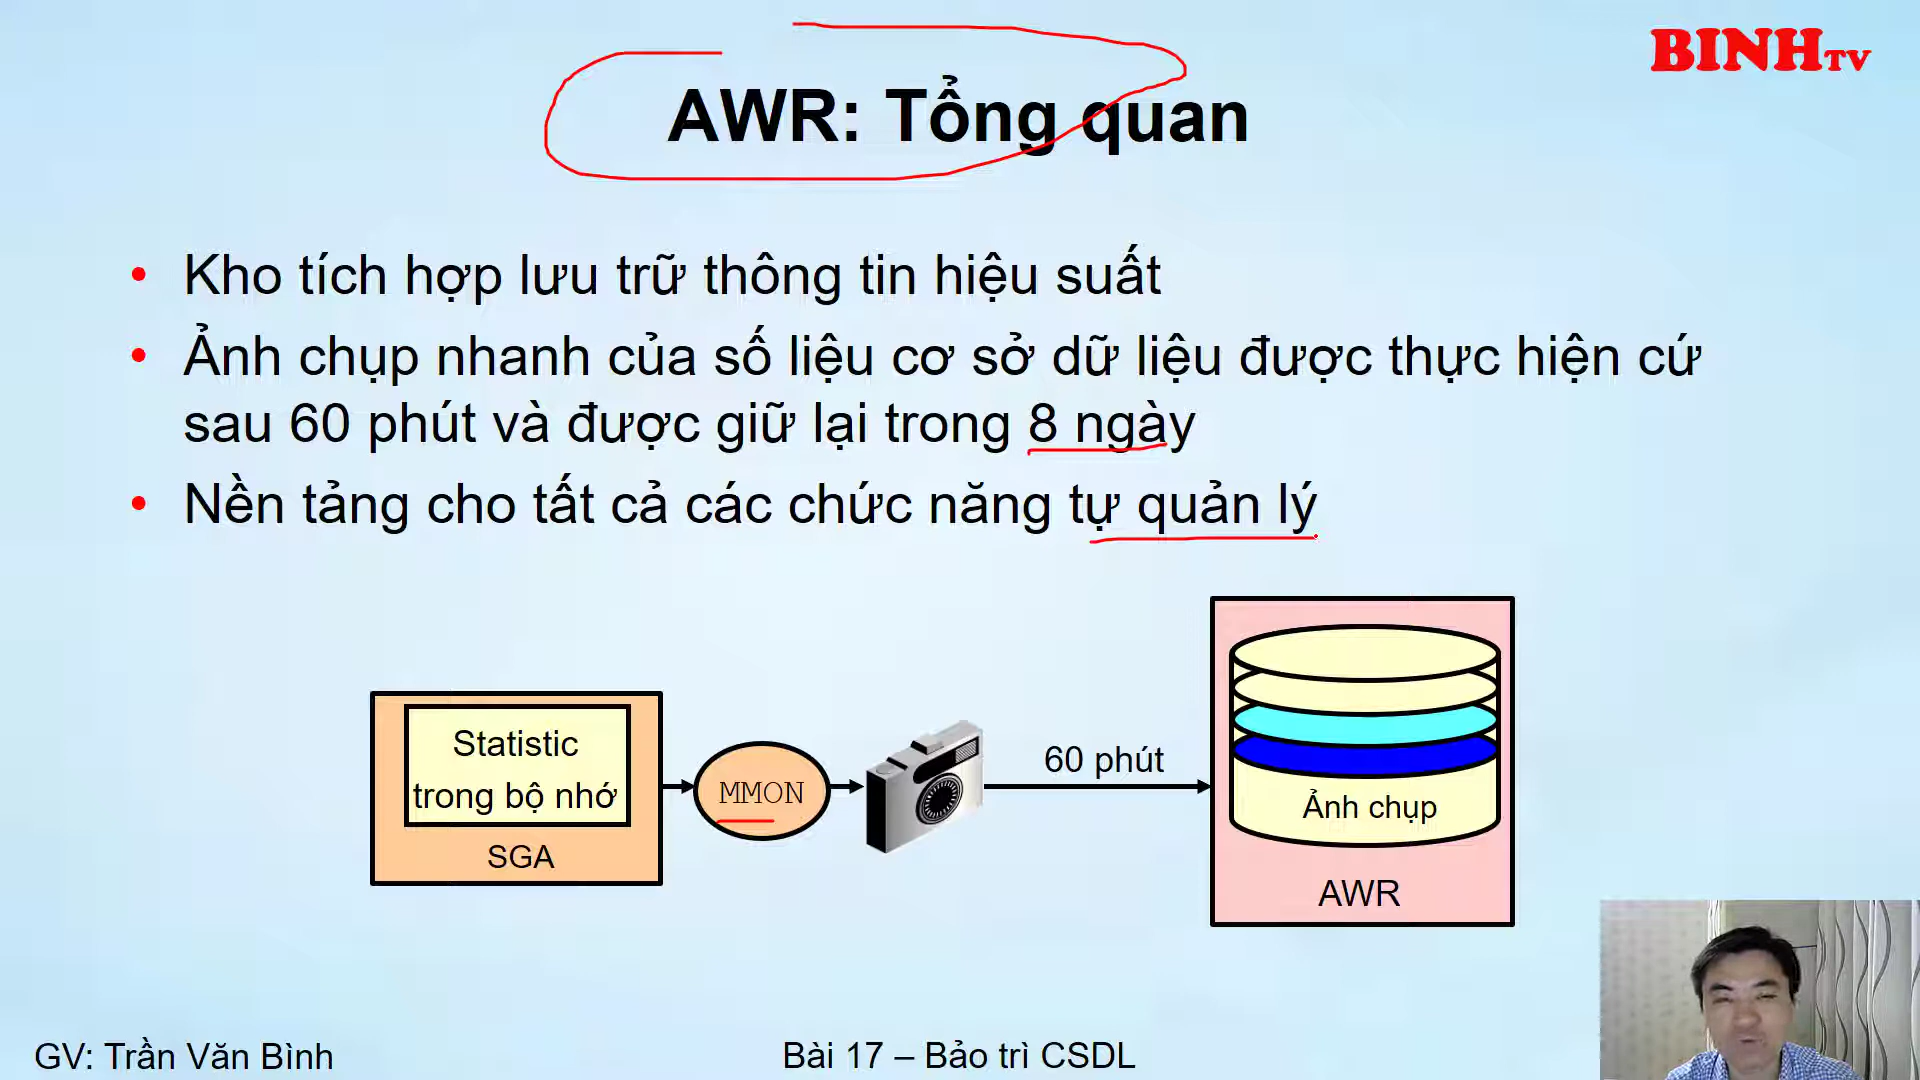 BINH TV
AWR: Tổng quan
• Kho tích hợp lưu trữ thông tin hiệu suất
• Ảnh chụp nhanh của số liệu cơ sở dữ liệu được thực hiện cứ
sau 60 phút và được giữ lại trong 8 ngày
• Nền tảng cho tất cả các chức năng tự quản lý
Statistic
trong bộ nhớ
SGA
MMON
60 phút
Ảnh chụp
AWR
GV: Trần Văn Bình
Bài 17 – Bảo trì CSDL